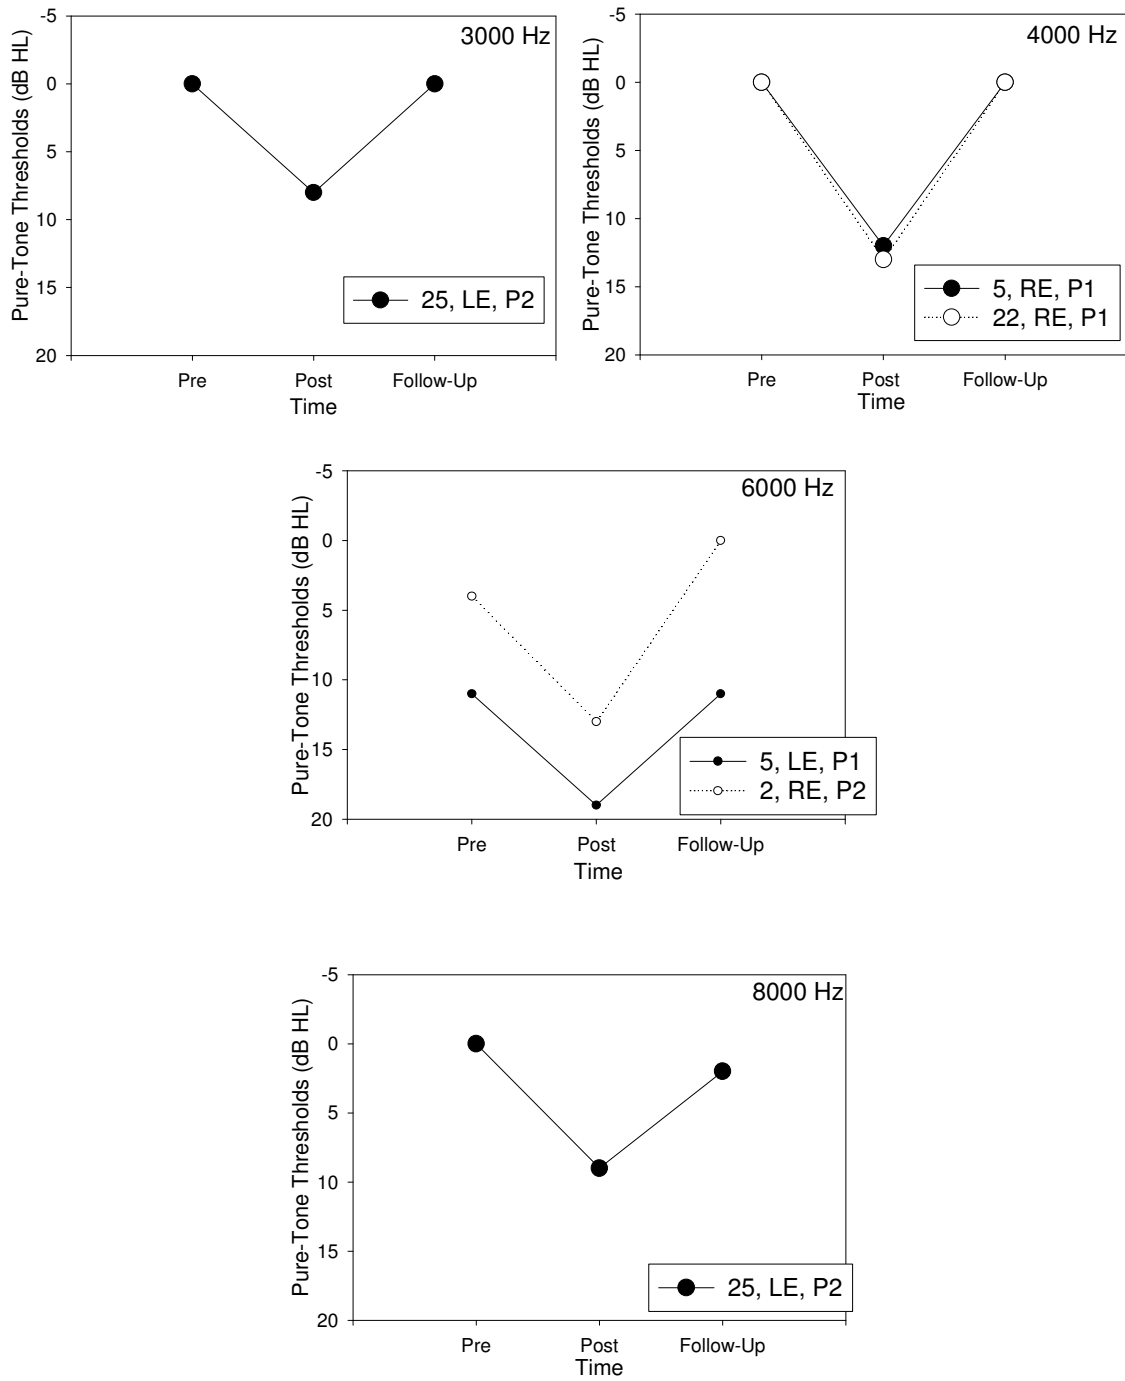 3000 Hz
Pure-Tone Thresholds (dB HL)
-5
0
5
10
15
20
25, LE, P2
Pre Post Follow-Up
Time
4000 Hz
Pure-Tone Thresholds (dB HL)
-5
0
5
10
15
20
5, RE, P1
22, RE, P1
Pre Post Follow-Up
Time
6000 Hz
Pure-Tone Thresholds (dB HL)
-5
0
5
10
15
20
5, LE, P1
2, RE, P2
Pre Post Follow-Up
Time
8000 Hz
Pure-Tone Thresholds (dB HL)
-5
0
5
10
15
20
25, LE, P2
Pre Post Follow-Up
Time